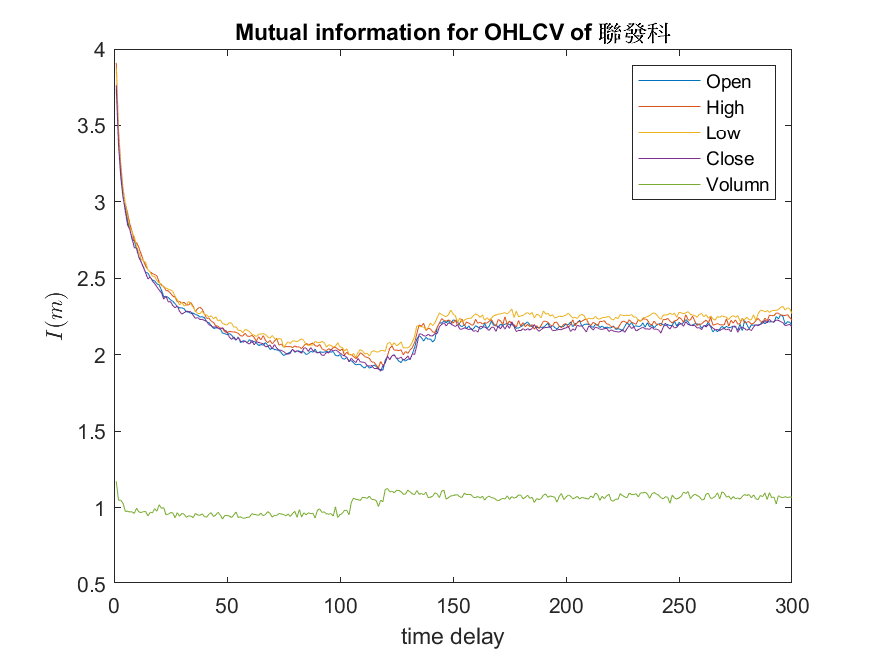 Mutual information for OHLCV of 聯發科
4
3.5
3
2.5
2
1.5
1
0.5
I(m)
0
50
100
150
200
250
300
time delay
Open
High
Low
Close
Volumn